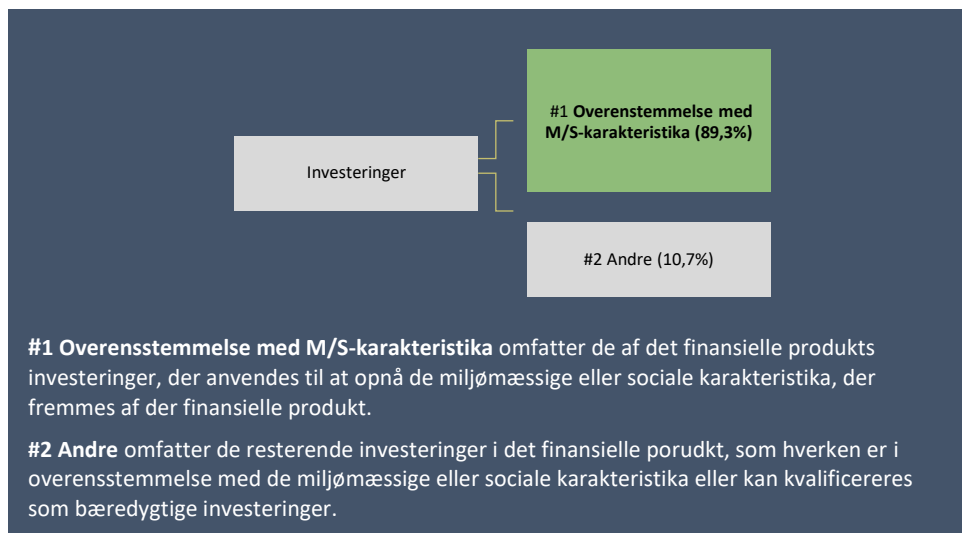 #1 Overenstemmelse med
M/S-karakteristika (89,3%)
Investeringer
#2 Andre (10,7%)
#1 Overensstemmelse med M/S-karakteristika omfatter de af det finansielle produkts
investeringer, der anvendes til at opnå de miljømæssige eller sociale karakteristika, der
fremmes af der finansielle produkt.
#2 Andre omfatter de resterende investeringer i det finansielle porudkt, som hverken er i
overensstemmelse med de miljømæssige eller sociale karakteristika eller kan kvalificereres
som bæredygtige investeringer.